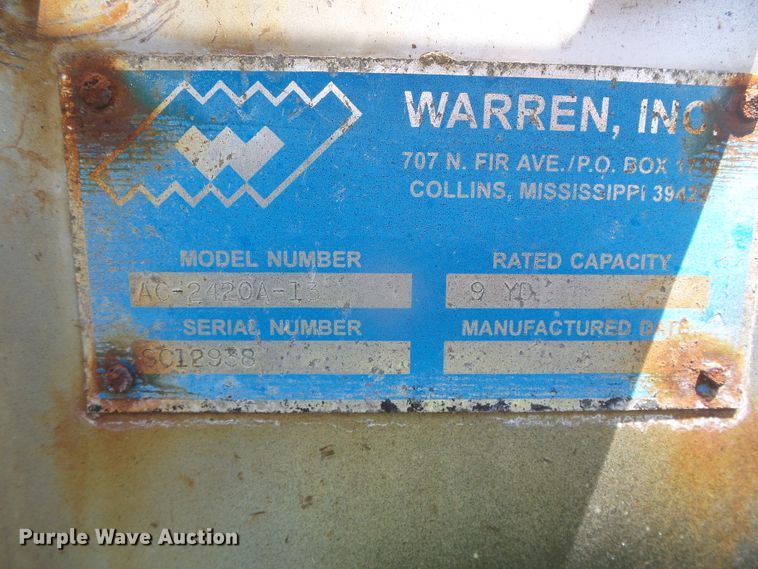 WARREN, INC.
707 N. FIR AVE./P.O. BOX
COLLINS, MISSISSIPPI
MODEL NUMBER
AC-2420A-I3
RATED CAPACITY
9 YD
SERIAL NUMBER
SCI2938
MANUFACTURED DATE
Purple Wave Auction